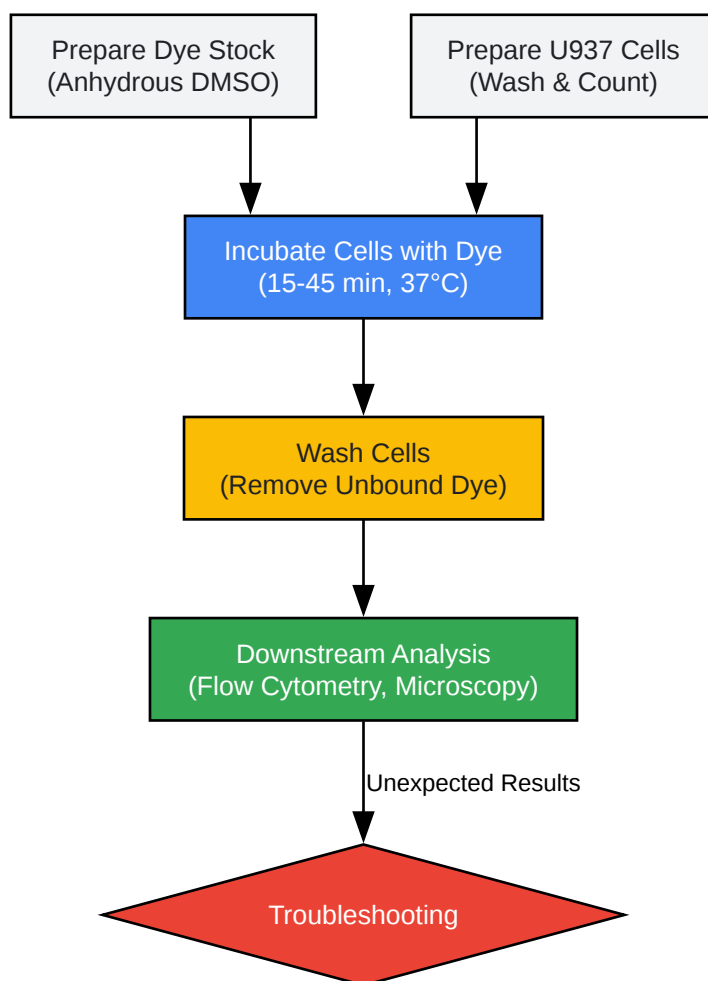 Prepare Dye Stock
(Anhydrous DMSO)
Prepare U937 Cells
(Wash & Count)
Incubate Cells with Dye
(15-45 min, 37°C)
Wash Cells
(Remove Unbound Dye)
Downstream Analysis
(Flow Cytometry, Microscopy)
Unexpected Results
Troubleshooting